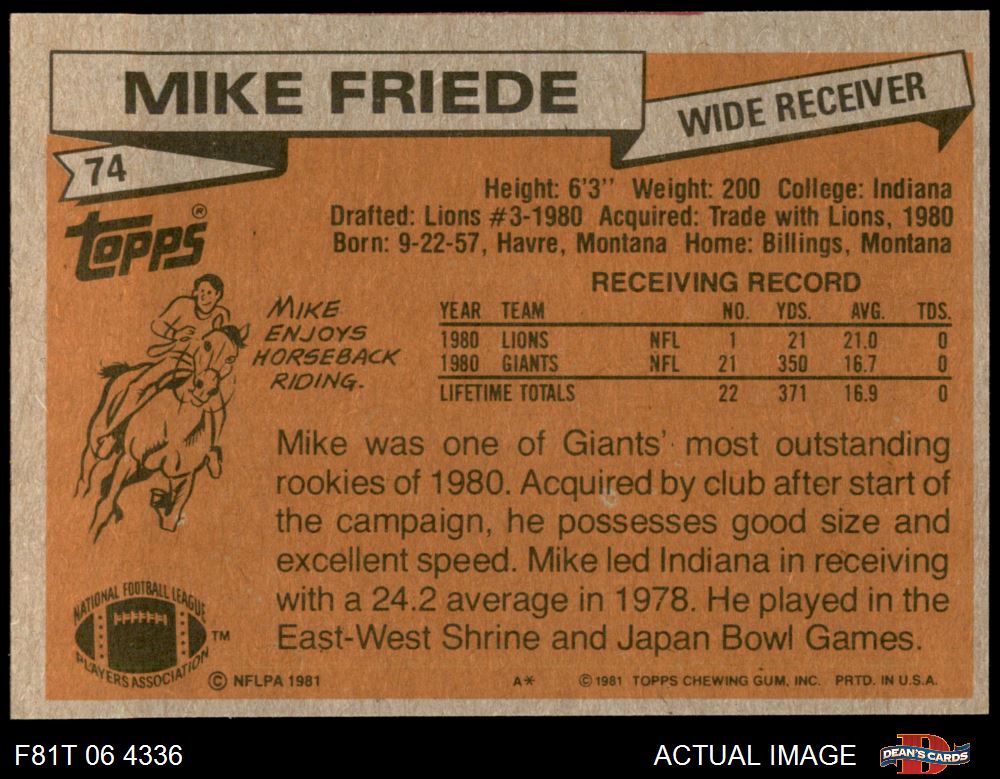 MIKE FRIEDE
WIDE RECEIVER
74
TOPPS®
Height: 6'3'' Weight: 200 College: Indiana
Drafted: Lions #3-1980 Acquired: Trade with Lions, 1980
Born: 9-22-57, Havre, Montana Home: Billings, Montana
MIKE
ENJOYS
HORSEBACK
RIDING.
RECEIVING RECORD
YEAR TEAM NO. YDS. AVG. TDS.
1980 LIONS NFL 1 21 21.0 0
1980 GIANTS NFL 21 350 16.7 0
LIFETIME TOTALS 22 371 16.9 0
Mike was one of Giants' most outstanding
rookies of 1980. Acquired by club after start of
the campaign, he possesses good size and
excellent speed. Mike led Indiana in receiving
with a 24.2 average in 1978. He played in the
East-West Shrine and Japan Bowl Games.
NATIONAL FOOTBALL LEAGUE
PLAYERS ASSOCIATION
TM
© NFLPA 1981 A* © 1981 TOPPS CHEWING GUM, INC. PRTD. IN U.S.A.
F81T 06 4336 ACTUAL IMAGE DEAN'S CARDS